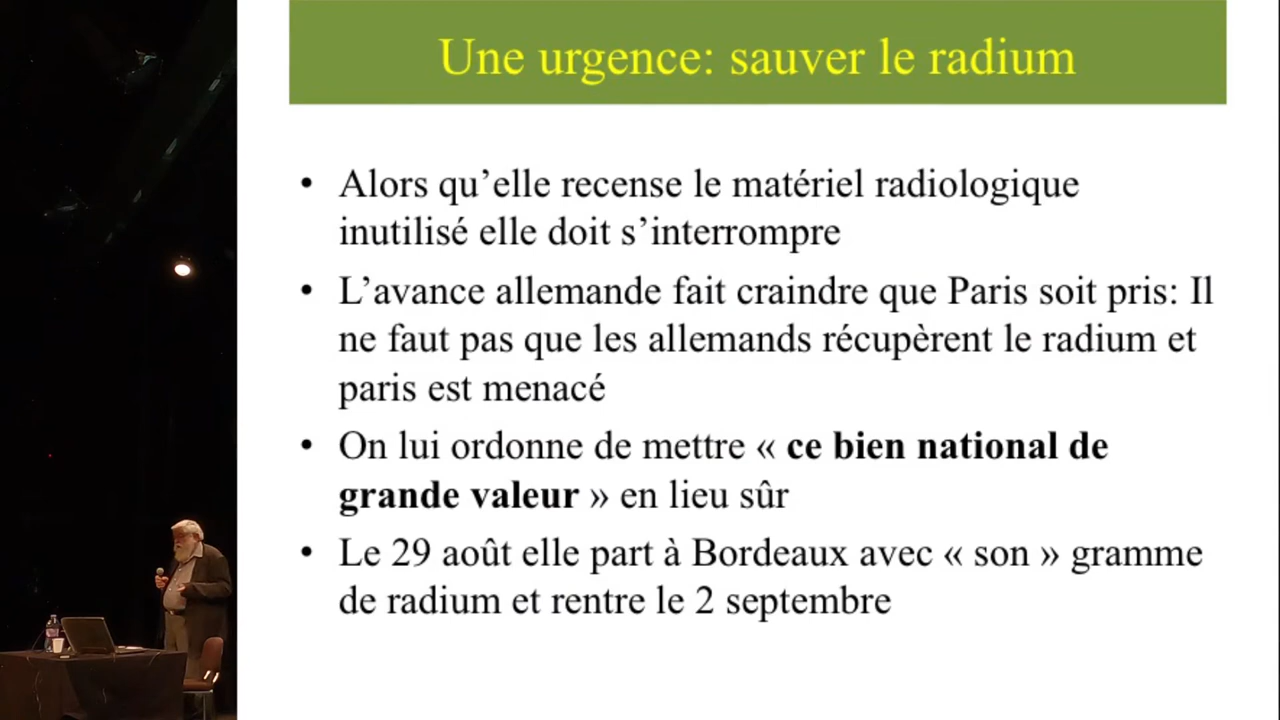 Une urgence: sauver le radium
• Alors qu’elle recense le matériel radiologique
inutilisé elle doit s’interrompre
• L’avance allemande fait craindre que Paris soit pris: Il
ne faut pas que les allemands récupèrent le radium et
paris est menacé
• On lui ordonne de mettre « ce bien national de
grande valeur » en lieu sûr
• Le 29 août elle part à Bordeaux avec « son » gramme
de radium et rentre le 2 septembre